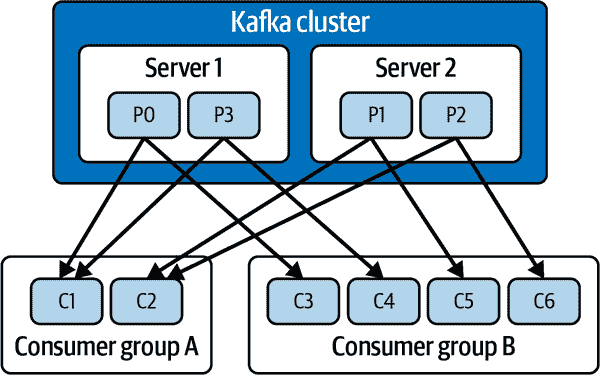 Kafka cluster
Server 1
Server 2
P0
P3
P1
P2
C1
C2
C3
C4
C5
C6
Consumer group A
Consumer group B